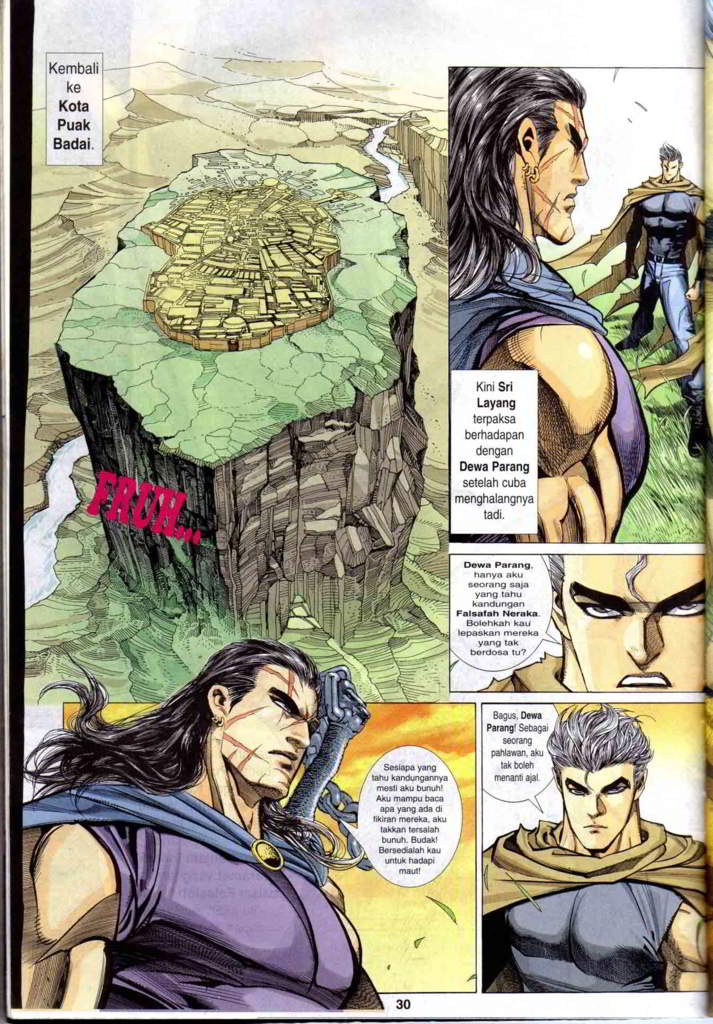 Kembali
ke
Kota
Puak
Badai.
Kini Sri
Layang
terpaksa
berhadapan
dengan
Dewa Parang
setelah cuba
menghalangnya
tadi.
FRUH...
Dewa Parang,
hanya aku
seorang saja
yang tahu
kandungan
Falsafah Neraka.
Bolehkah kau
lepaskan mereka
yang tak
berdosa tu?
Sesiapa yang
tahu kandungannya
mesti aku bunuh!
Aku mampu baca
apa yang ada di
fikiran mereka, aku
takkan tersalah
bunuh. Budak!
Bersedialah kau
untuk hadapi
maut!
Bagus, Dewa
Parang! Sebagai
seorang
pahlawan, aku
tak boleh
menanti ajal.
30